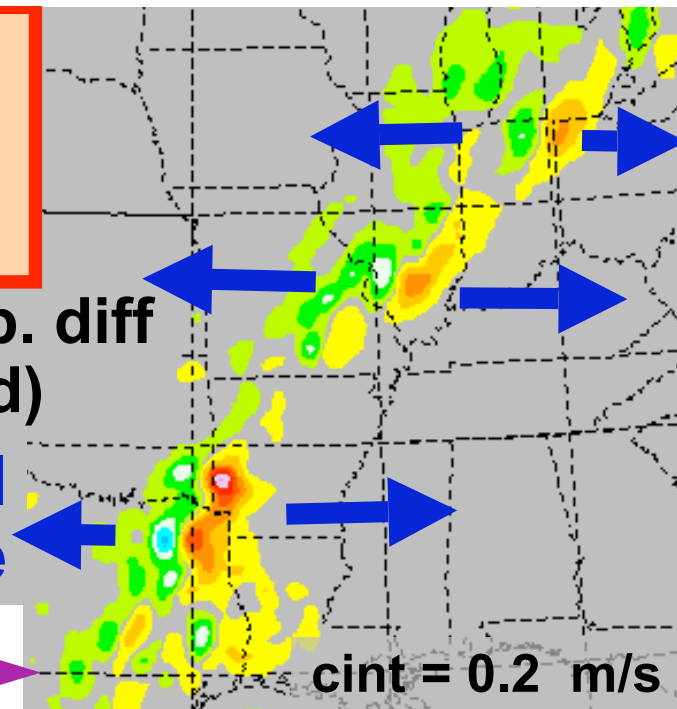 . diff
d)
e
cint = 0.2 m/s